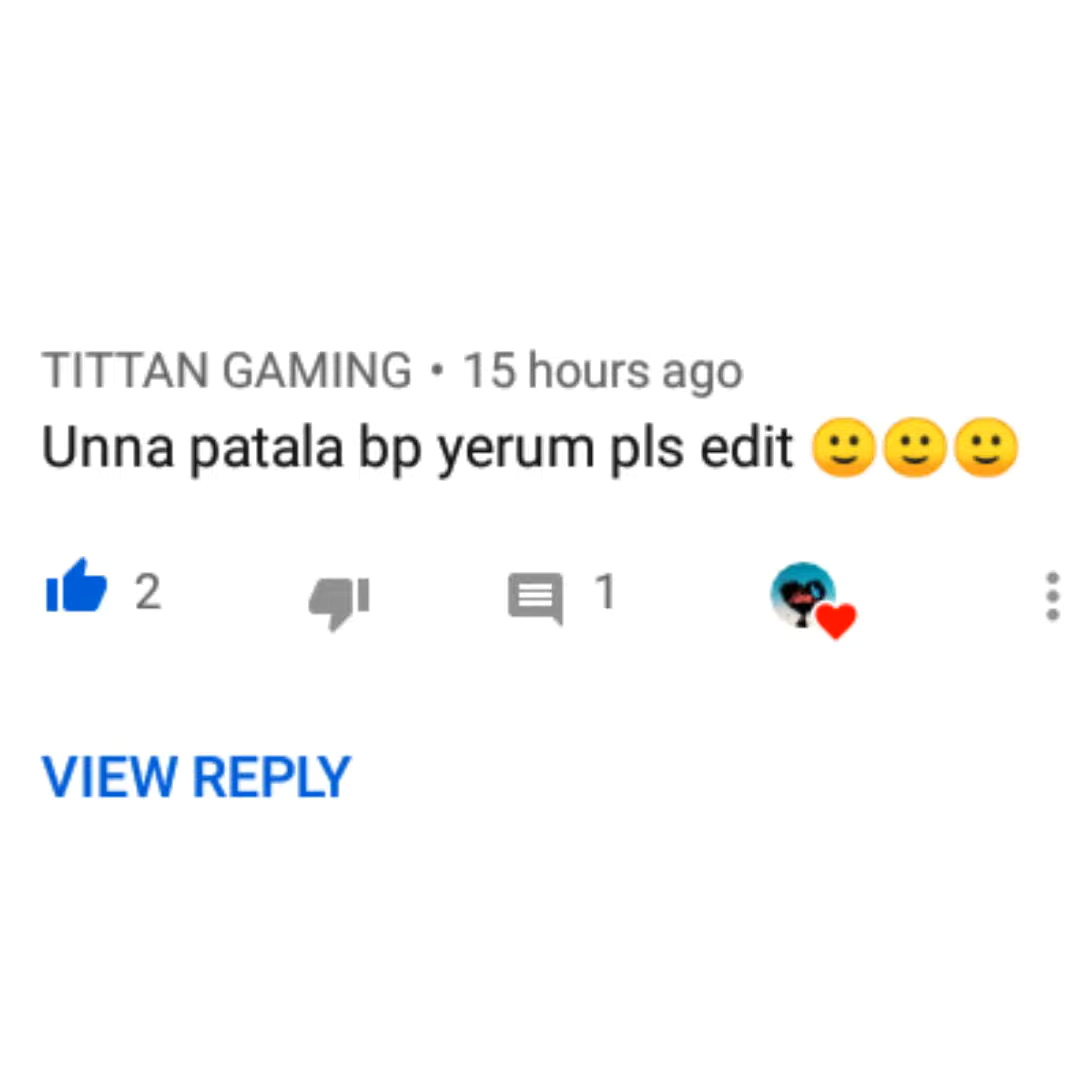 TITTAN GAMING • 15 hours ago
Unna patala bp yerum pls edit 🙂🙂🙂
2 1
VIEW REPLY